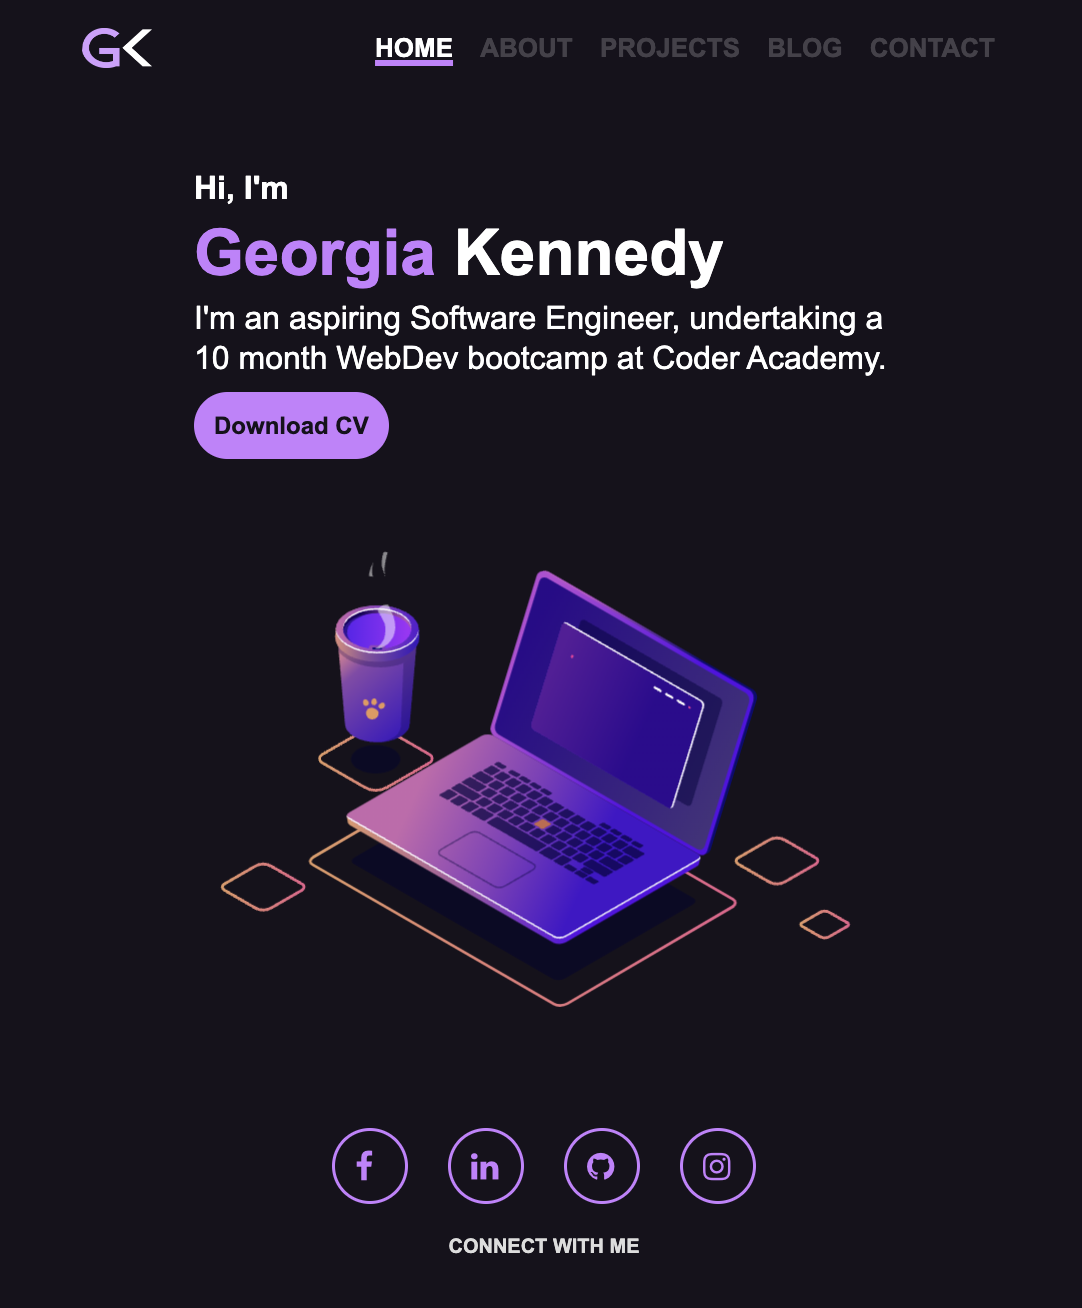 GK
HOME ABOUT PROJECTS BLOG CONTACT
Hi, I'm
Georgia Kennedy
I'm an aspiring Software Engineer, undertaking a
10 month WebDev bootcamp at Coder Academy.
Download CV
f in
CONNECT WITH ME